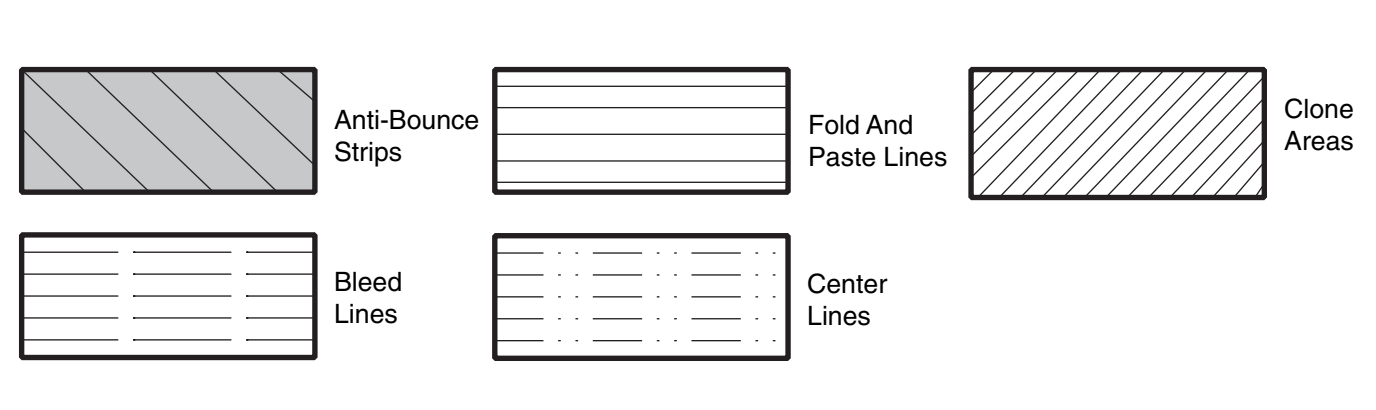 Anti-Bounce
Strips
Fold And
Paste Lines
Clone
Areas
Bleed
Lines
Center
Lines